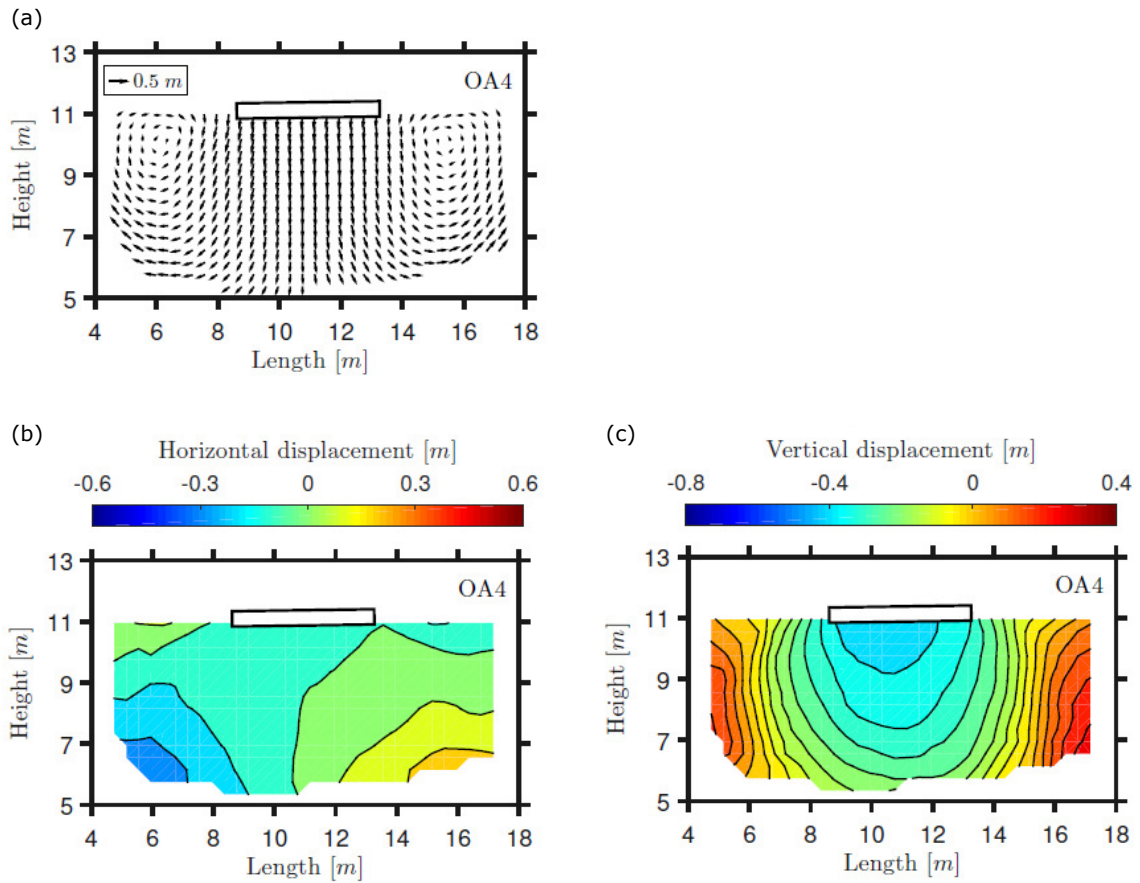 (a)
13
11
9
7
5
Height [m]
0.5 m
OA4
4 6 8 10 12 14 16 18
Length [m]
(b)
Horizontal displacement [m]
-0.6 -0.3 0 0.3 0.6
13
11
9
7
5
Height [m]
OA4
4 6 8 10 12 14 16 18
Length [m]
(c)
Vertical displacement [m]
-0.8 -0.4 0 0.4
13
11
9
7
5
Height [m]
OA4
4 6 8 10 12 14 16 18
Length [m]